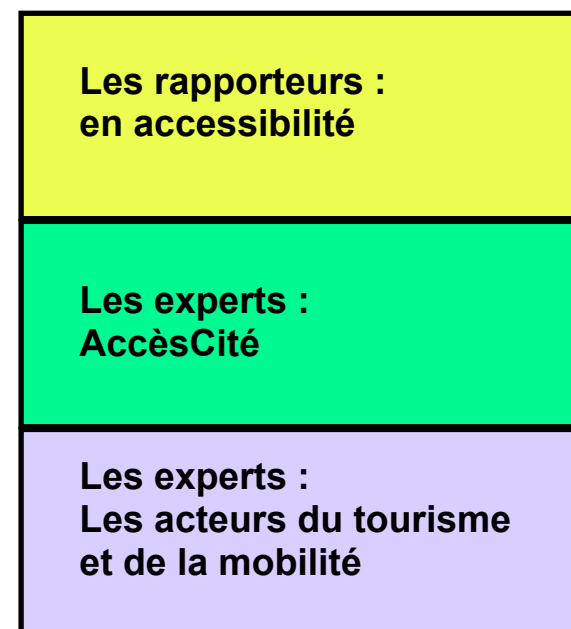 Les rapporteurs :
en accessibilité
Les experts :
AccèsCité
Les experts :
Les acteurs du tourisme
et de la mobilité